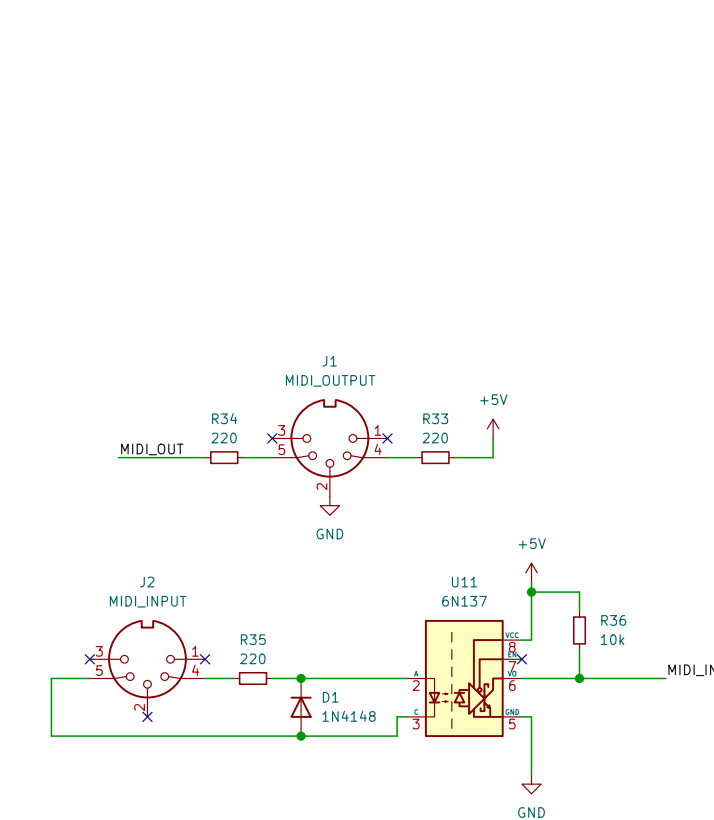 J1
MIDI_OUTPUT
+5V
R34
220
R33
220
3
1
MIDI_OUT
5
4
2
GND
+5V
J2
MIDI_INPUT
U11
6N137
R36
10k
R35
220
3
1
5
4
2
D1
1N4148
A
2
C
3
VCC
8
EN
7
VO
6
GND
5
MIDI_IN
GND